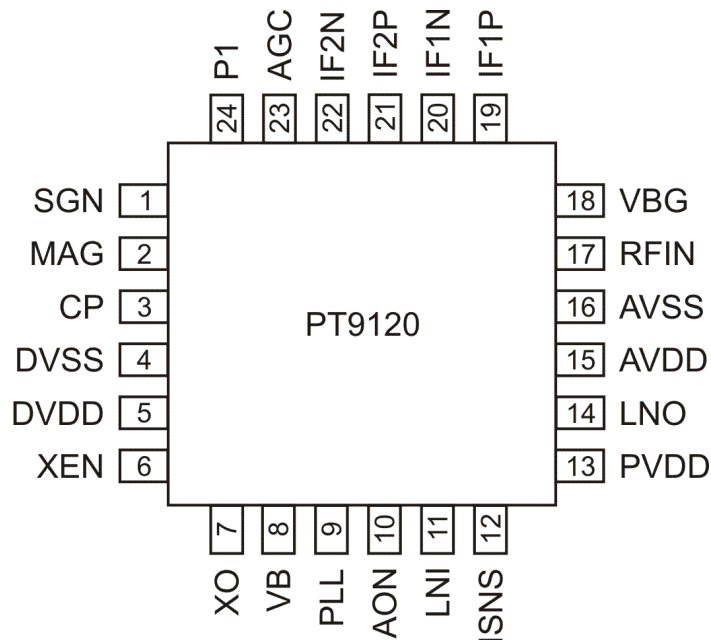 P1
AGC
IF2N
IF2P
IF1N
IF1P
24
23
22
21
20
19
SGN 1
MAG 2
CP 3
DVSS 4
DVDD 5
XEN 6
PT9120
18 VBG
17 RFIN
16 AVSS
15 AVDD
14 LNO
13 PVDD
7
8
9
10
11
12
XO
VB
PLL
AON
LNI
ISNS